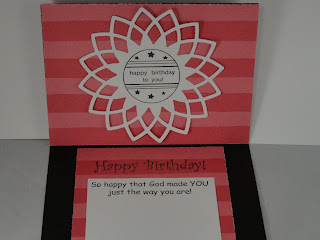 happy birthday
to you!
Happy Birthday!
So happy that God made YOU
just the way you are!